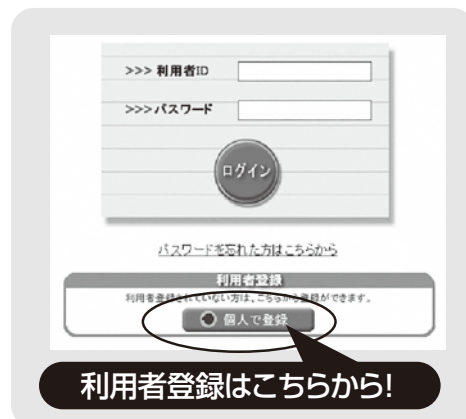 >>> 利用者ID
>>>パスワード
ログイン
パスワードを忘れた方はこちらから
利用者登録
利用者登録されていない方は、こちらから登録ができます。
個人で登録
利用者登録はこちらから!